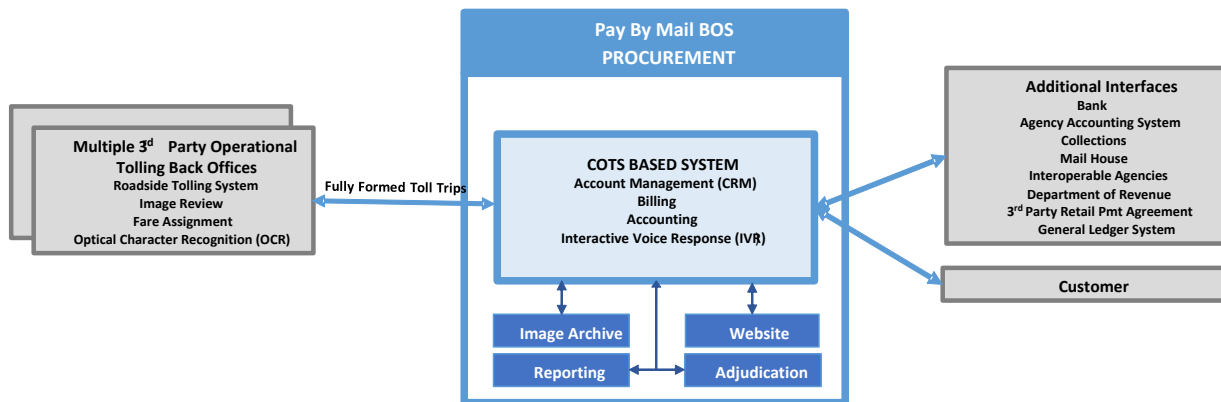 Pay By Mail BOS
PROCUREMENT
Multiple 3rd Party Operational
Tolling Back Offices
Roadside Tolling System
Image Review
Fare Assignment
Optical Character Recognition (OCR)
Fully Formed Toll Trips
COTS BASED SYSTEM
Account Management (CRM)
Billing
Accounting
Interactive Voice Response (IVR)
Image Archive
Website
Reporting
Adjudication
Additional Interfaces
Bank
Agency Accounting System
Collections
Mail House
Interoperable Agencies
Department of Revenue
3rd Party Retail Pmt Agreement
General Ledger System
Customer